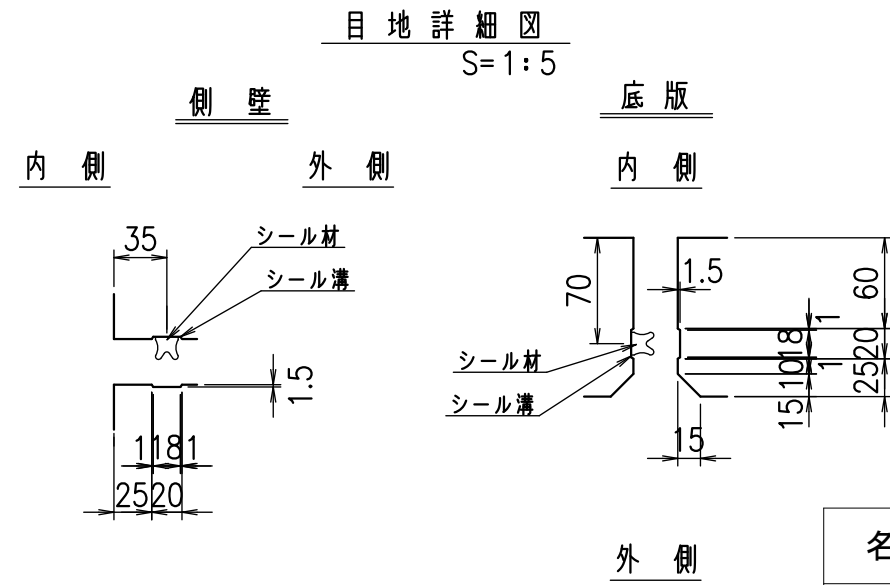 目地詳細図
S=1:5
側壁
底版
内側
外側
内側
35
シール材
シール溝
1.5
1 18 1
25 20
70
1.5
60
1
18
20
1
10
25
15
シール材
シール溝
15
外側
名